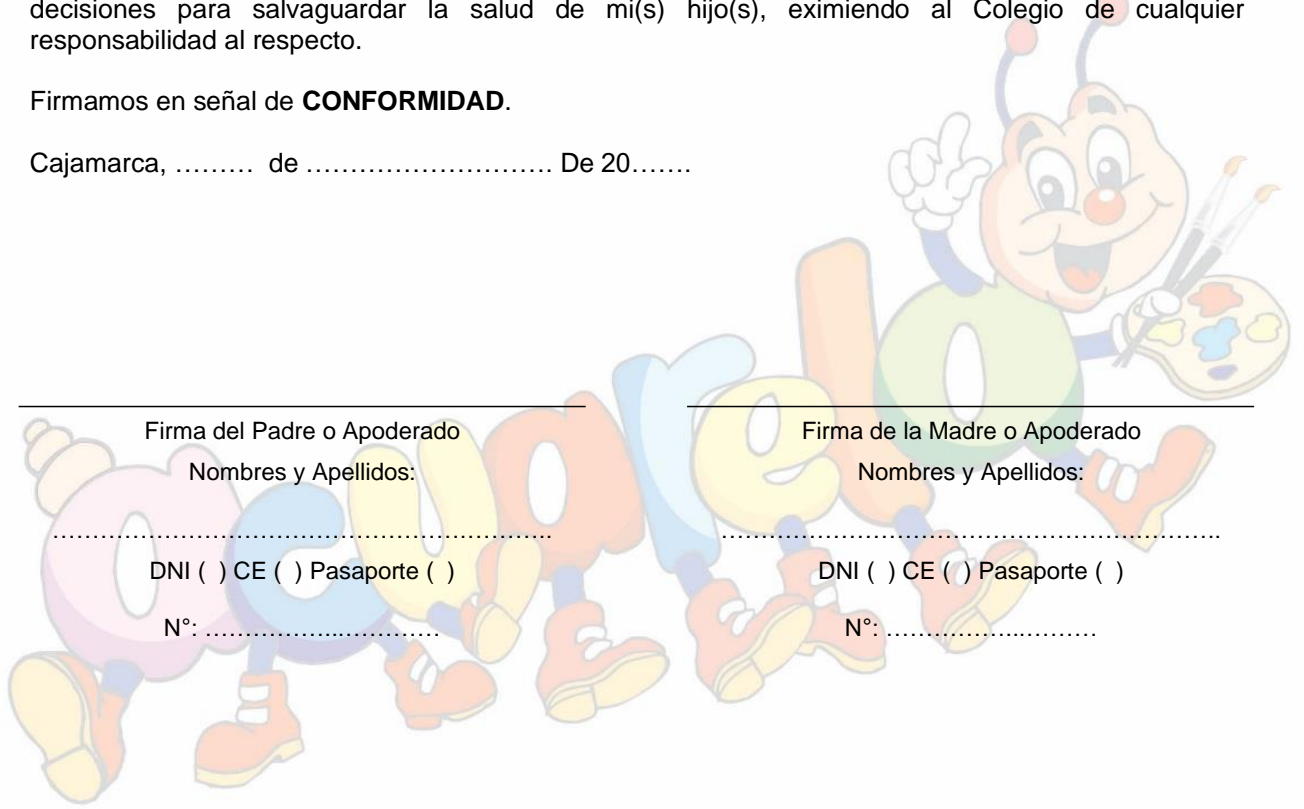 decisiones para salvaguardar la salud de mi(s) hijo(s), eximiendo al Colegio de cualquier
responsabilidad al respecto.
Firmamos en señal de CONFORMIDAD.
Cajamarca, ……… de ………………………. De 20…….
Firma del Padre o Apoderado
Nombres y Apellidos:
……………………………………………………….
DNI ( ) CE ( ) Pasaporte ( )
N°: ……………...…………
Firma de la Madre o Apoderado
Nombres y Apellidos:
………………………………………………………..
DNI ( ) CE ( ) Pasaporte ( )
N°: ……………...………
acuarela